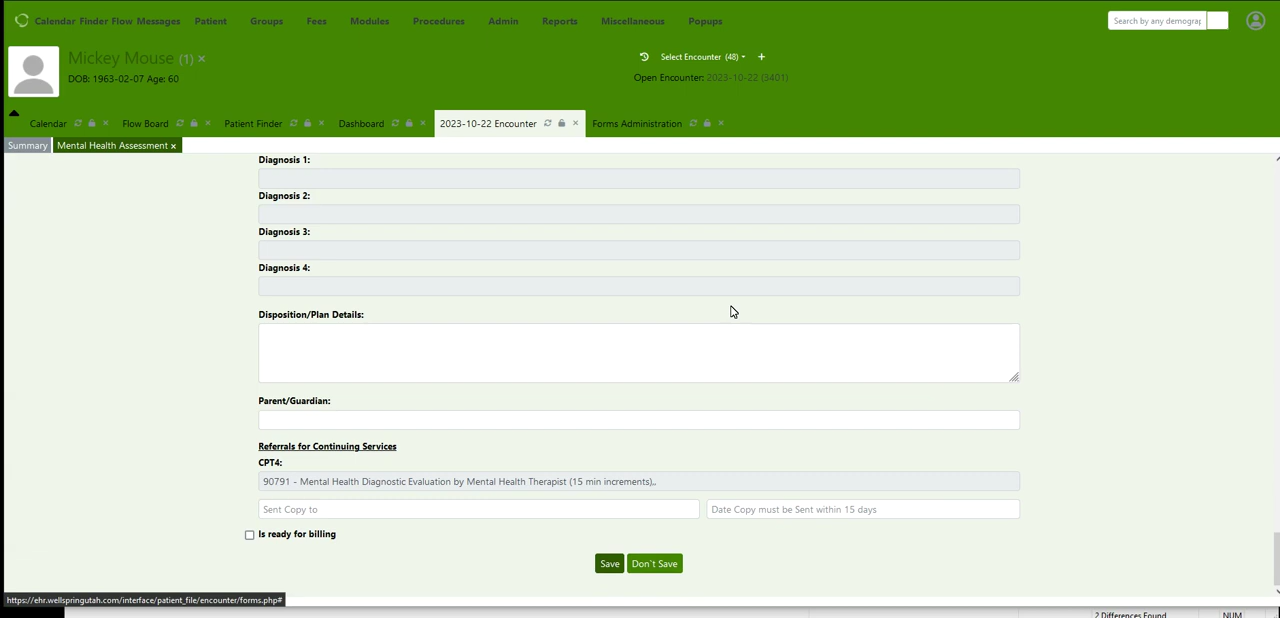 Calendar Finder Flow Messages Patient Groups Fees Modules Procedures Admin Reports Miscellaneous Popups
Search by any demograp
Mickey Mouse (1) ×
DOB: 1963-02-07 Age: 60
Select Encounter (48) +
Open Encounter: 2023-10-22 (3401)
Calendar × Flow Board × Patient Finder × Dashboard × 2023-10-22 Encounter × Forms Administration ×
Summary Mental Health Assessment ×
Diagnosis 1:
Diagnosis 2:
Diagnosis 3:
Diagnosis 4:
Disposition/Plan Details:
Parent/Guardian:
Referrals for Continuing Services
CPT4:
90791 - Mental Health Diagnostic Evaluation by Mental Health Therapist (15 min increments),,
Sent Copy to Date Copy must be Sent within 15 days
Is ready for billing
Save Don't Save
https://ehr.wellspringutah.com/interface/patient_file/encounter/forms.php#
2 Differences Found NUM